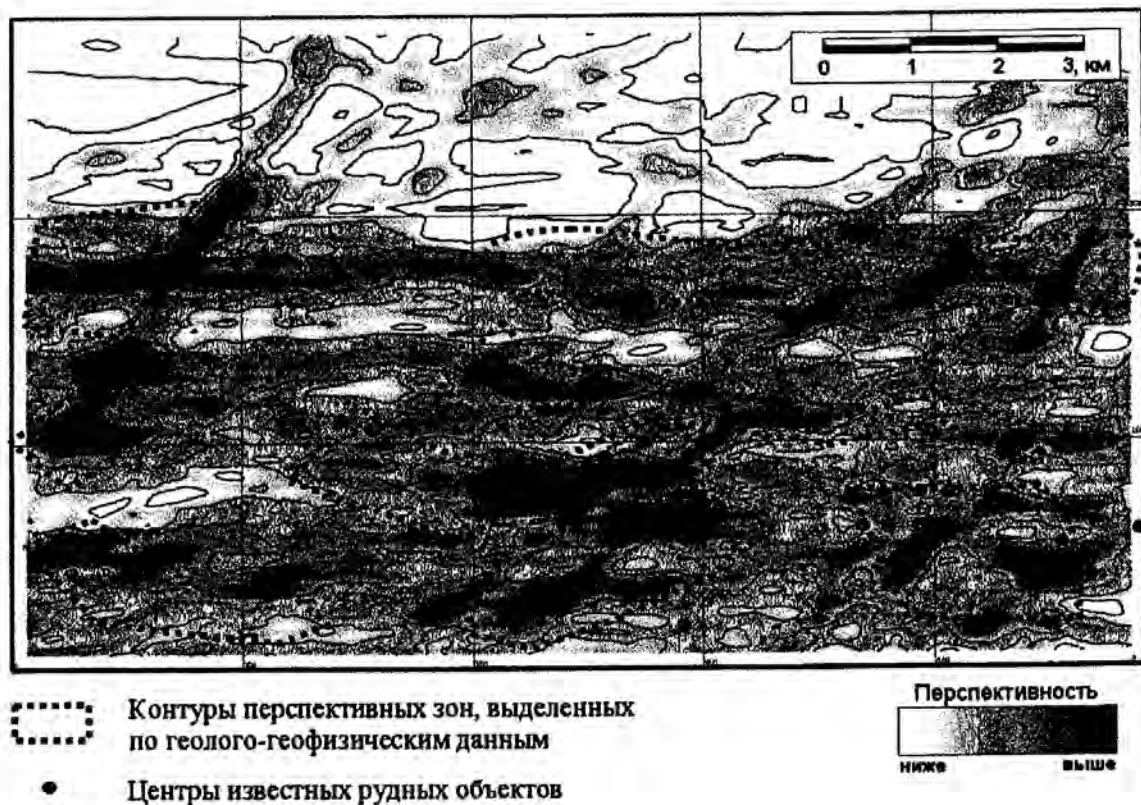 0 1 2 3, км
Контуры перспективных зон, выделенных
по геолого-геофизическим данным
Центры известных рудных объектов
Перспективность
ниже выше